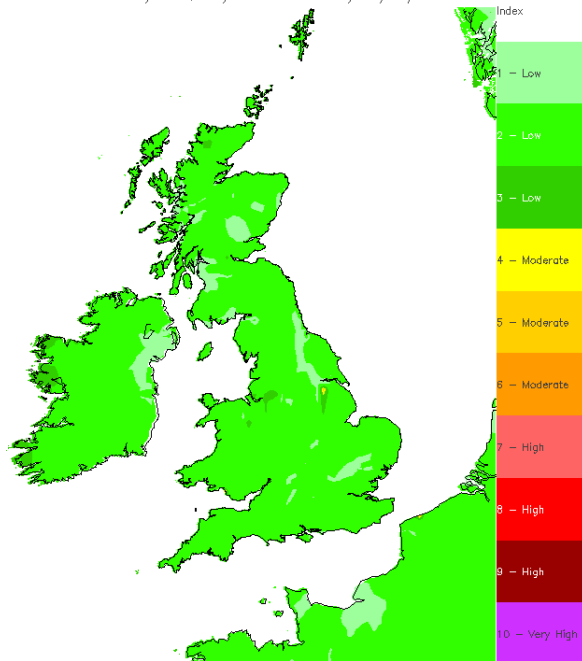 Index
1 - Low
2 - Low
3 - Low
4 - Moderate
5 - Moderate
6 - Moderate
7 - High
8 - High
9 - High
10 - Very High